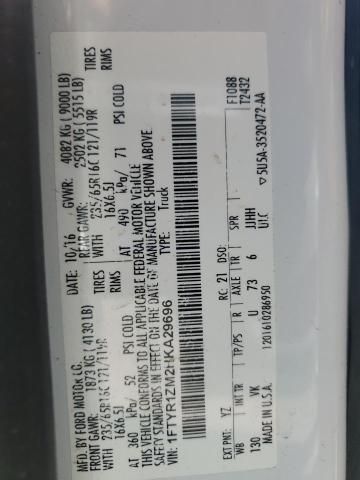 MFD. BY FORD MOTOR CO.
DATE: 10/16 GVWR: 4082 KG ( 9000 LB)
FRONT GAWR: 1873 KG ( 4130 LB) REAR GAWR: 2502 KG ( 5515 LB)
235/65R16C 121/119R TIRES WITH 235/65R16C 121/119R TIRES
16X6.5J RIMS 16X6.5J RIMS
AT 360 kPa/ 52 PSI COLD AT 490 kPa/ 71 PSI COLD
THIS VEHICLE CONFORMS TO ALL APPLICABLE FEDERAL MOTOR VEHICLE
STANDARDS IN EFFECT ON THE DATE OF MANUFACTURE SHOWN ABOVE.
VIN: 1FTYR1ZM2HKA29696 TYPE: Truck
F1088
T2432
EXT PNT: YZ RC: 21 DSO:
WB INT TR TP/PS R AXLE TR SPR
130 VK U 73 6 JJHH
UTC
MADE IN U.S.A. 1201610286950 ▽5U5A-3520472-AA